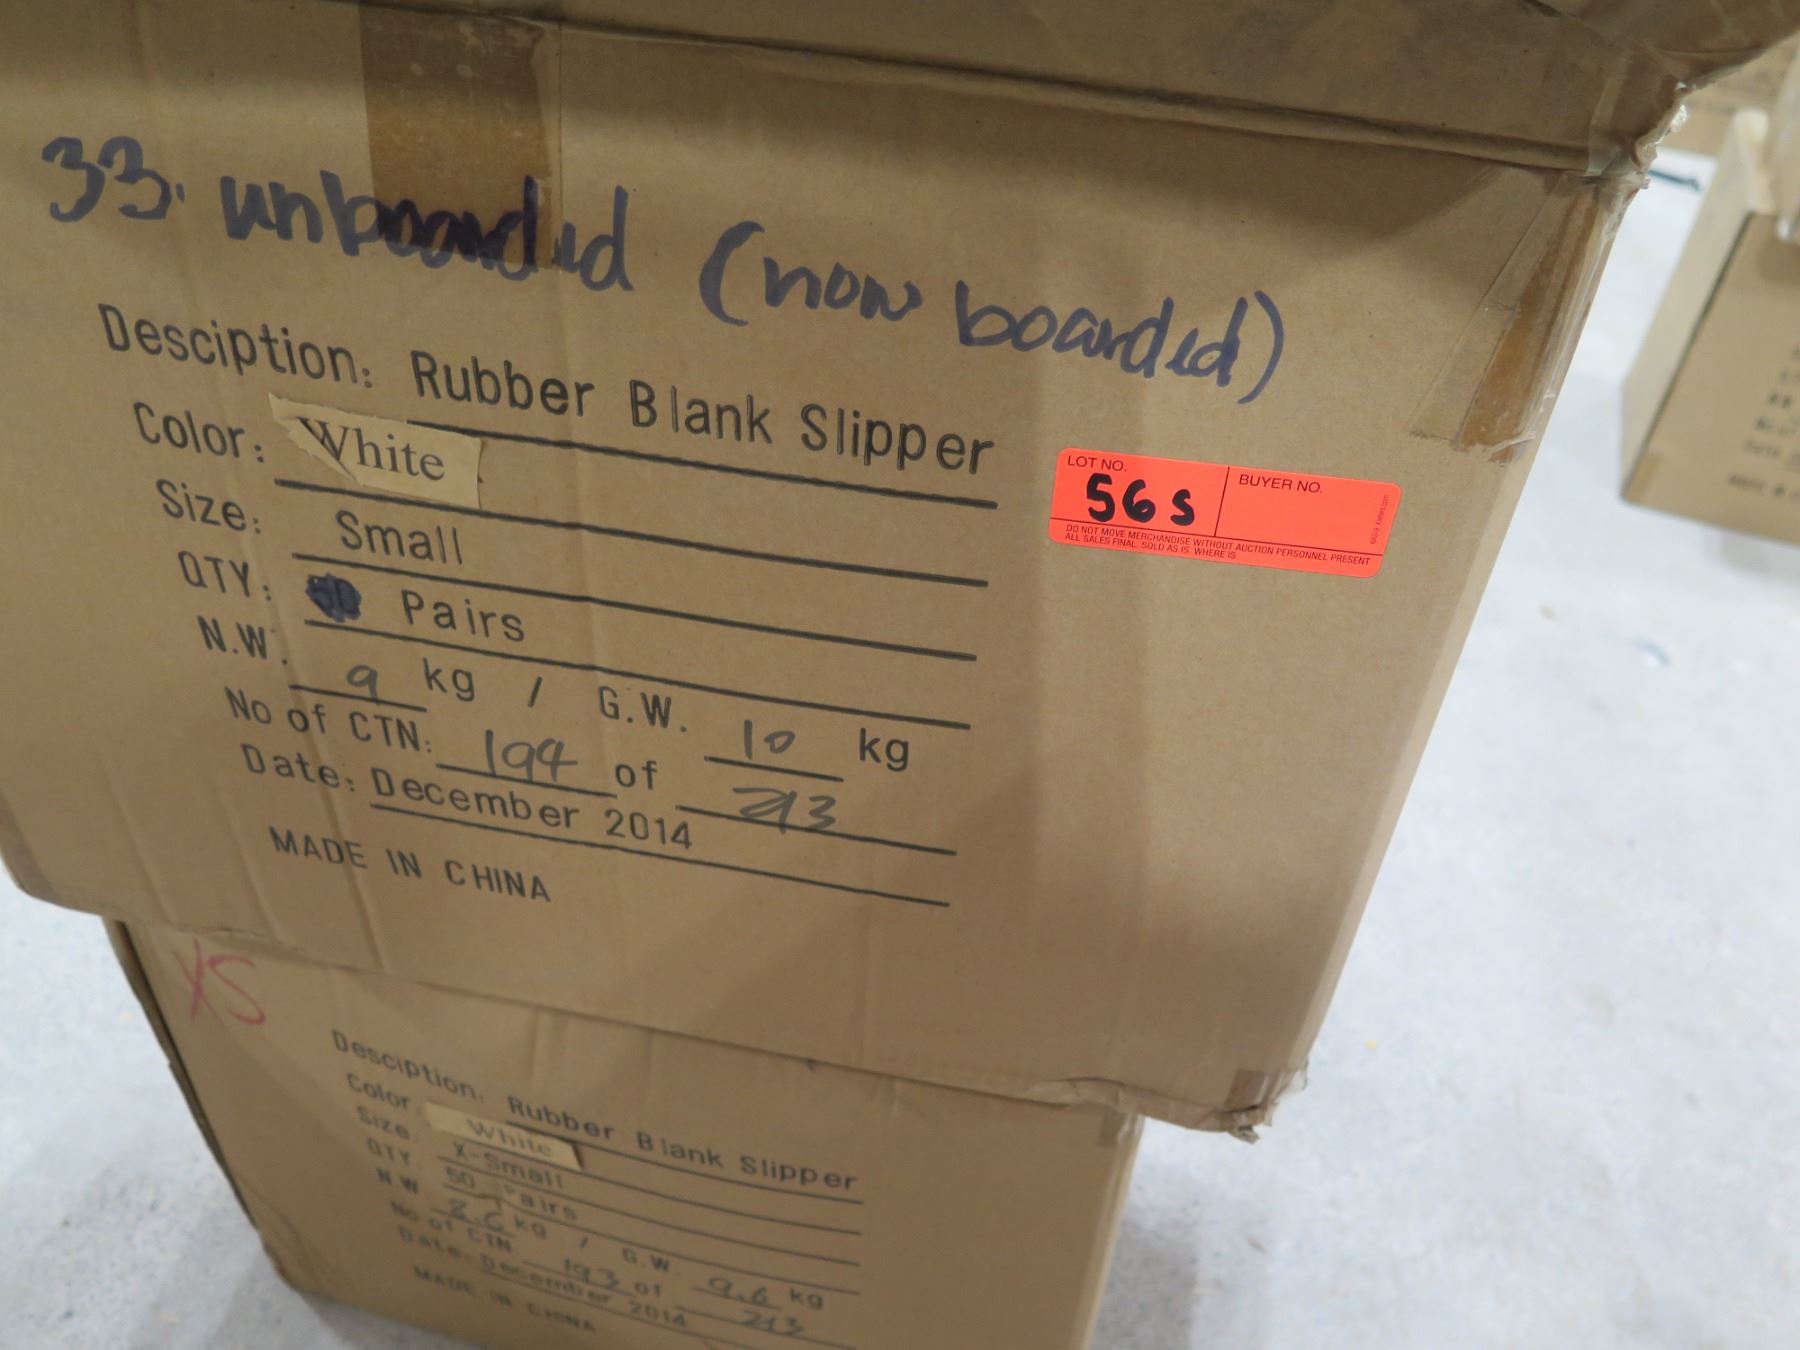 33. unboarded (now boarded)
Desciption: Rubber Blank Slipper
Color: White
Size: Small
QTY: 50 Pairs
N.W. 9 kg / G.W. 10 kg
No of CTN: 194 of 213
Date: December 2014
MADE IN CHINA
LOT NO.
56 S
BUYER NO.
DO NOT MOVE MERCHANDISE WITHOUT AUCTION PERSONNEL PRESENT
ALL SALES FINAL. SOLD AS IS. WHERE IS
XS
Desciption: Rubber Blank Slipper
Color White
Size X-Small
QTY. 50 Pairs
N.W 8.6 kg / G.W 9.6 kg
No of CTN 193 of 213
Date: December 2014
MADE IN CHINA